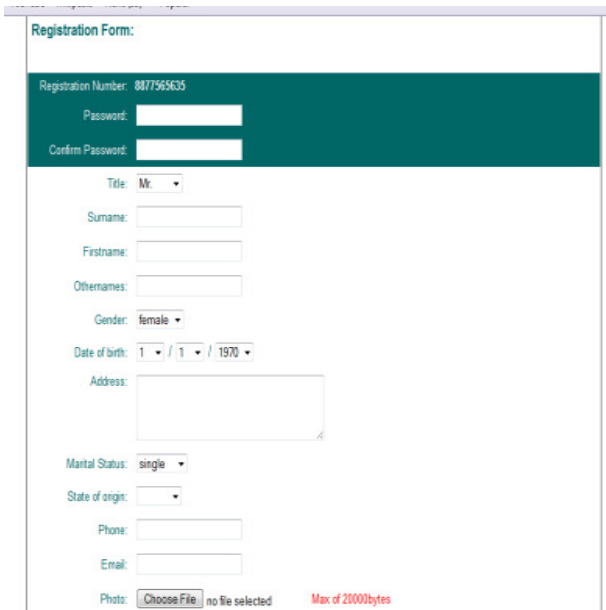 Registration Form:
Registration Number: 8877565635
Password:
Confirm Password:
Title: Mr.
Surname:
Firstname:
Othernames:
Gender: female
Date of birth: 1 / 1 / 1970
Address:
Marital Status: single
State of origin:
Phone:
Email:
Photo: Choose File no file selected Max of 20000bytes